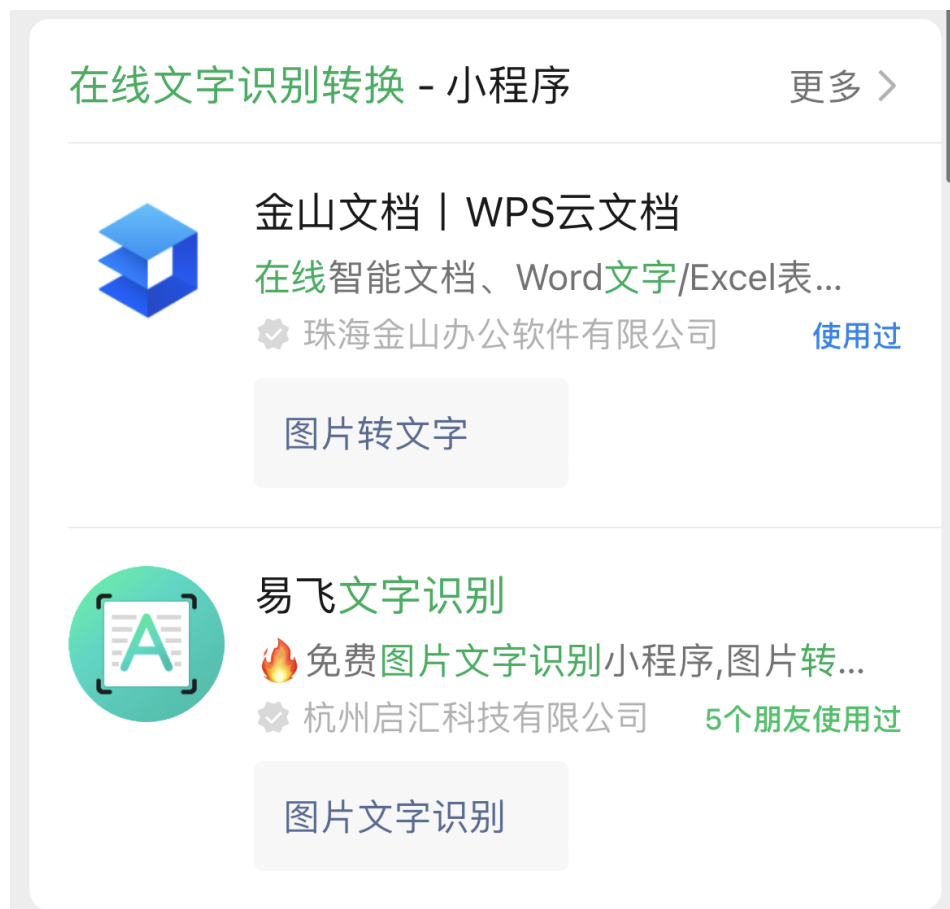 在线文字识别转换 - 小程序
更多
金山文档丨WPS云文档
在线智能文档、Word文字/Excel表...
珠海金山办公软件有限公司
使用过
图片转文字
易飞文字识别
🔥免费图片文字识别小程序,图片转...
杭州启汇科技有限公司
5个朋友使用过
图片文字识别